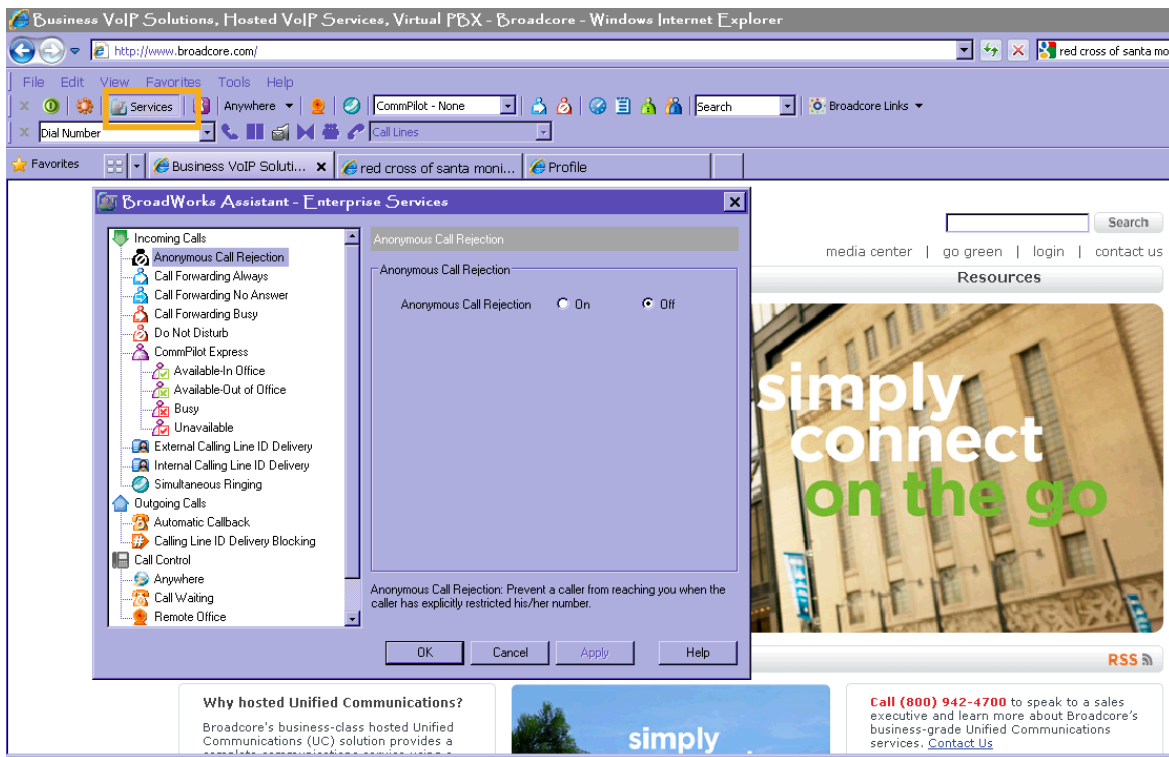 Business VoIP Solutions, Hosted VoIP Services, Virtual PBX - Broadcore - Windows Internet Explorer
http://www.broadcore.com/
red cross of santa mo
File Edit View Favorites Tools Help
Services Anywhere CommPilot - None Search Broadcore Links
Dial Number Call Lines
Favorites Business VoIP Soluti... red cross of santa moni... Profile
BroadWorks Assistant - Enterprise Services
Incoming Calls
Anonymous Call Rejection
Call Forwarding Always
Call Forwarding No Answer
Call Forwarding Busy
Do Not Disturb
CommPilot Express
Available-In Office
Available-Out of Office
Busy
Unavailable
External Calling Line ID Delivery
Internal Calling Line ID Delivery
Simultaneous Ringing
Outgoing Calls
Automatic Callback
Calling Line ID Delivery Blocking
Call Control
Anywhere
Call Waiting
Remote Office
Anonymous Call Rejection
Anonymous Call Rejection
Anonymous Call Rejection On Off
Anonymous Call Rejection: Prevent a caller from reaching you when the
caller has explicitly restricted his/her number.
OK Cancel Apply Help
Search
media center | go green | login | contact us
Resources
simply
connect
on the go
RSS
Why hosted Unified Communications?
Broadcore's business-class hosted Unified
Communications (UC) solution provides a
complete communications service using a
simply
Call (800) 942-4700 to speak to a sales
executive and learn more about Broadcore's
business-grade Unified Communications
services. Contact Us